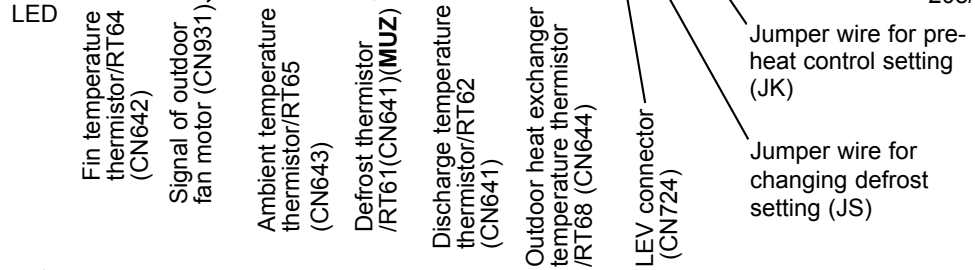 LED
Fin temperature
thermistor/RT64
(CN642)
Signal of outdoor
fan motor (CN931)
Ambient temperature
thermistor/RT65
(CN643)
Defrost thermistor
/RT61(CN641)(MUZ)
Discharge temperature
thermistor/RT62
(CN641)
Outdoor heat exchanger
temperature thermistor
/RT68 (CN644)
LEV connector
(CN724)
Jumper wire for pre-
heat control setting
(JK)
Jumper wire for
changing defrost
setting (JS)